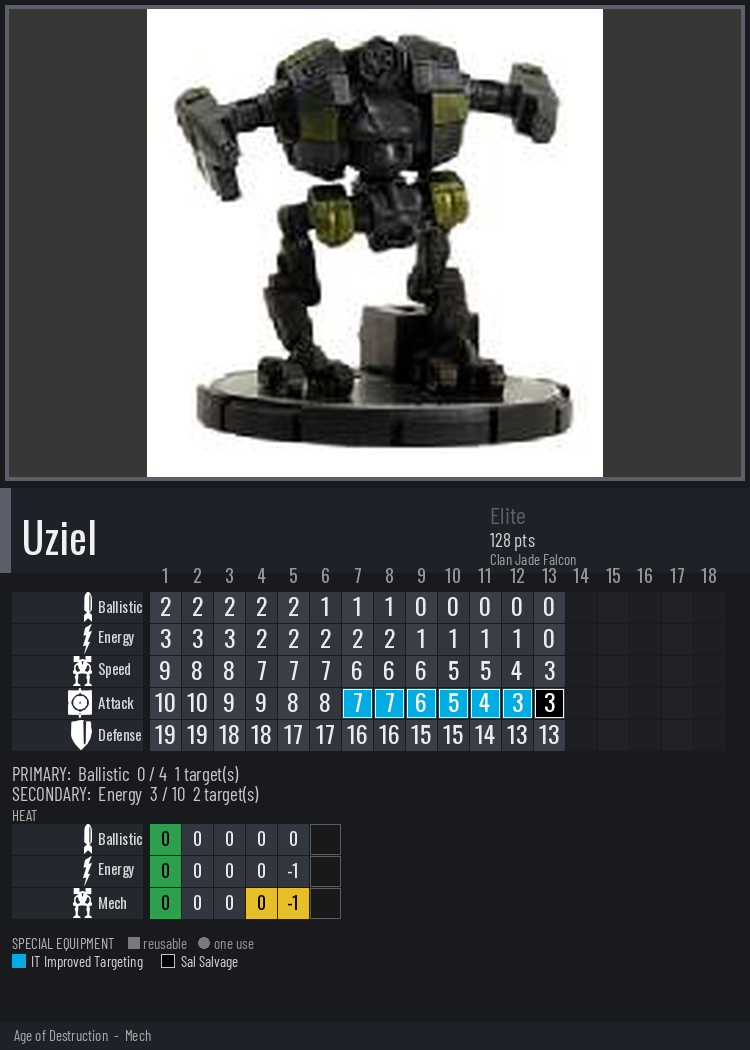 Uziel
Elite
128 pts
Clan Jade Falcon
1 2 3 4 5 6 7 8 9 10 11 12 13 14 15 16 17 18
Ballistic 2 2 2 2 2 1 1 1 0 0 0 0 0
Energy 3 3 3 2 2 2 2 2 1 1 1 1 0
Speed 9 8 8 7 7 7 6 6 6 5 5 4 3
Attack 10 10 9 9 8 8 7 7 6 5 4 3 3
Defense 19 19 18 18 17 17 16 16 15 15 14 13 13
PRIMARY: Ballistic 0 / 4 1 target(s)
SECONDARY: Energy 3 / 10 2 target(s)
HEAT
Ballistic 0 0 0 0 0
Energy 0 0 0 0 -1
Mech 0 0 0 0 -1
SPECIAL EQUIPMENT reusable one use
IT Improved Targeting Sal Salvage
Age of Destruction - Mech